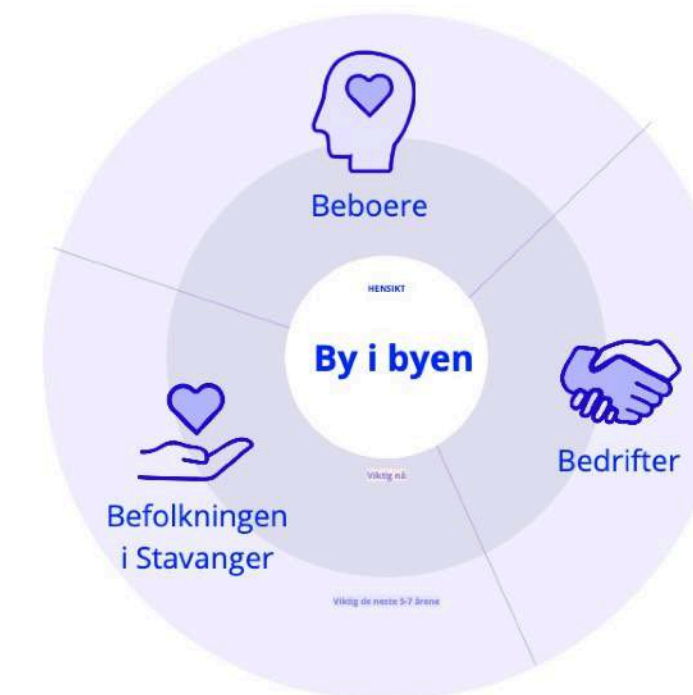 Beboere
HENSIKT
By i byen
Bedrifter
Viktig nå
Befolkningen
i Stavanger
Viktig de neste 5-7 årene